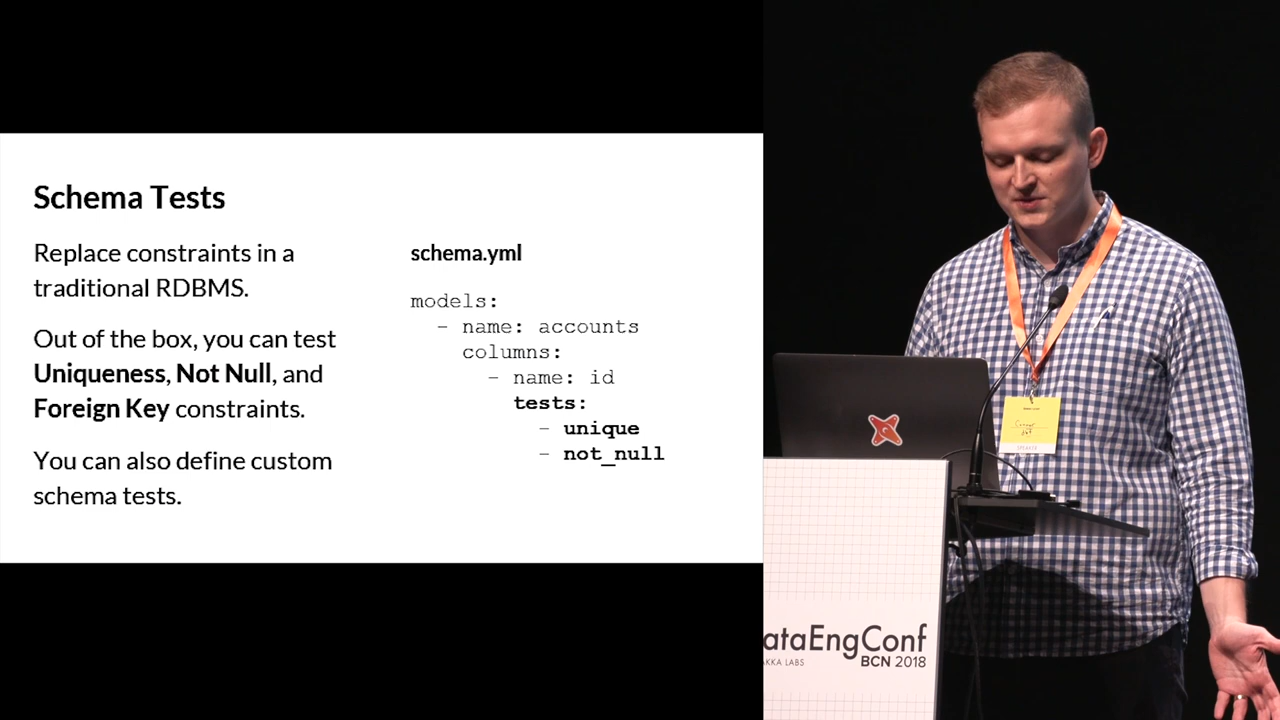 Schema Tests
Replace constraints in a
traditional RDBMS.
Out of the box, you can test
Uniqueness, Not Null, and
Foreign Key constraints.
You can also define custom
schema tests.
schema.yml
models:
- name: accounts
columns:
- name: id
tests:
- unique
- not_null
SPEAKER
ataEngConf
AKKA LABS
BCN 2018